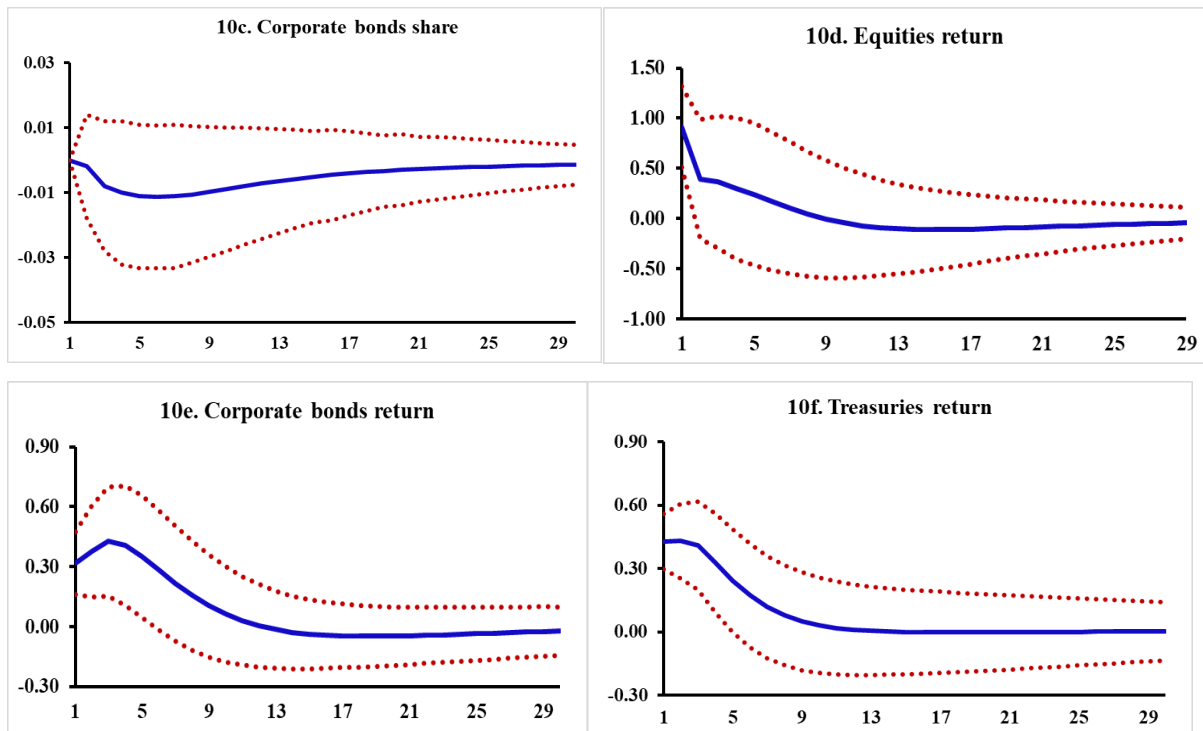 10c. Corporate bonds share
0.03
0.01
-0.01
-0.03
-0.05
1 5 9 13 17 21 25 29
10d. Equities return
1.50
1.00
0.50
0.00
-0.50
-1.00
1 5 9 13 17 21 25 29
10e. Corporate bonds return
0.90
0.60
0.30
0.00
-0.30
1 5 9 13 17 21 25 29
10f. Treasuries return
0.90
0.60
0.30
0.00
-0.30
1 5 9 13 17 21 25 29